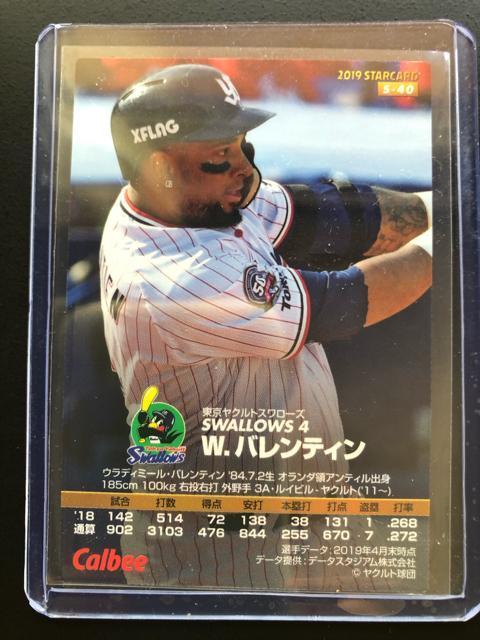 2019 STARCARD
S-40
XFLAG
EN
TOKYO
Tokyo Yakult
Swallows
東京ヤクルトスワローズ
SWALLOWS 4
W. バレンティン
ウラディミール・バレンティン '84.7.2生 オランダ領アンティル出身
185cm 100kg 右投右打 外野手 3A・ルイビル - ヤクルト('11〜)
試合 打数 得点 安打 本塁打 打点 盗塁 打率
'18 142 514 72 138 38 131 1 .268
通算 902 3103 476 844 255 670 7 .272
選手データ:2019年4月末時点
データ提供:データスタジアム株式会社
© ヤクルト球団
Calbee